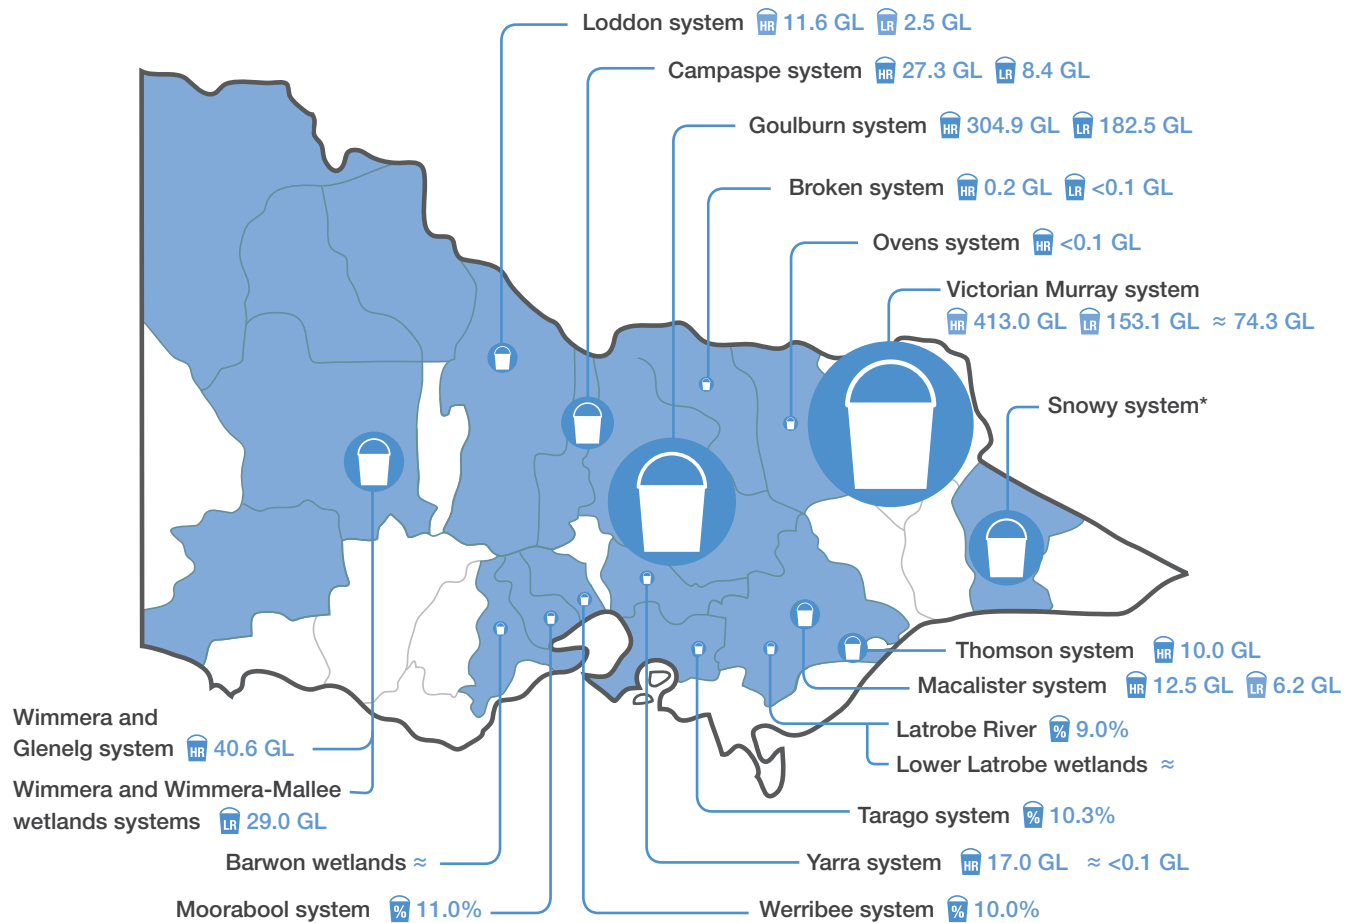 Loddon system HR 11.6 GL LR 2.5 GL
Campaspe system HR 27.3 GL LR 8.4 GL
Goulburn system HR 304.9 GL LR 182.5 GL
Broken system HR 0.2 GL LR <0.1 GL
Ovens system HR <0.1 GL
Victorian Murray system
HR 413.0 GL LR 153.1 GL ≈ 74.3 GL
Snowy system*
Thomson system HR 10.0 GL
Macalister system HR 12.5 GL LR 6.2 GL
Latrobe River % 9.0%
Lower Latrobe wetlands ≈
Tarago system % 10.3%
Yarra system HR 17.0 GL ≈ <0.1 GL
Werribee system % 10.0%
Wimmera and
Glenelg system HR 40.6 GL
Wimmera and Wimmera-Mallee
wetlands systems LR 29.0 GL
Barwon wetlands ≈
Moorabool system % 11.0%